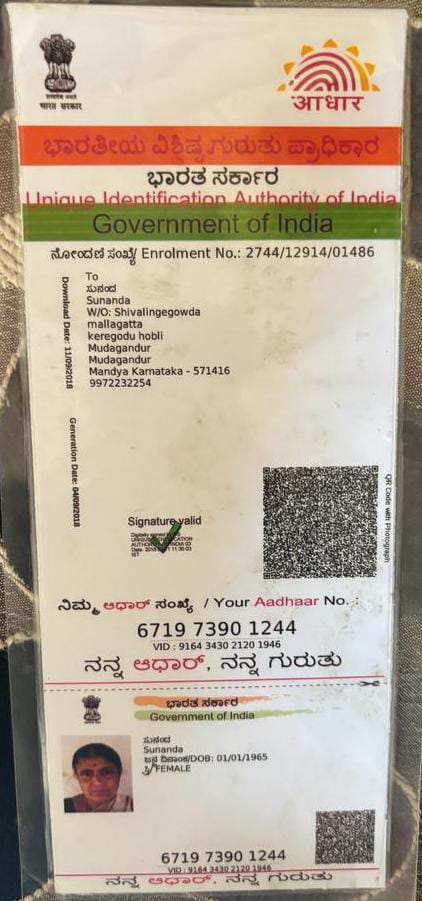 सत्यमेव जयते
भारत सरकार
आधार
ಭಾರತೀಯ ವಿಶಿಷ್ಟ ಗುರುತು ಪ್ರಾಧಿಕಾರ
ಭಾರತ ಸರ್ಕಾರ
Unique Identification Authority of India
Government of India
ನೋಂದಣಿ ಸಂಖ್ಯೆ/ Enrolment No.: 2744/12914/01486
Download Date: 11/09/2018
Generation Date: 04/09/2018
To
ಸುನಂದ
Sunanda
W/O: Shivalingegowda
mallagatta
keregodu hobli
Mudagandur
Mudagandur
Mandya Karnataka - 571416
9972232254
QR Code with Photograph
Signature valid
ನಿಮ್ಮ ಆಧಾರ್ ಸಂಖ್ಯೆ / Your Aadhaar No. :
6719 7390 1244
VID : 9164 3430 2120 1946
ನನ್ನ ಆಧಾರ್, ನನ್ನ ಗುರುತು
ಭಾರತ ಸರ್ಕಾರ
Government of India
ಸುನಂದ
Sunanda
ಜನ್ಮ ದಿನಾಂಕ/DOB: 01/01/1965
ಸ್ತ್ರೀ/FEMALE
6719 7390 1244
VID : 9164 3430 2120 1946
ನನ್ನ ಆಧಾರ್, ನನ್ನ ಗುರುತು